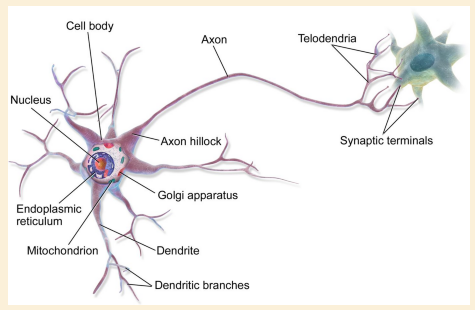 Cell body
Axon
Telodendria
Nucleus
Axon hillock
Synaptic terminals
Golgi apparatus
Endoplasmic
reticulum
Mitochondrion
Dendrite
Dendritic branches